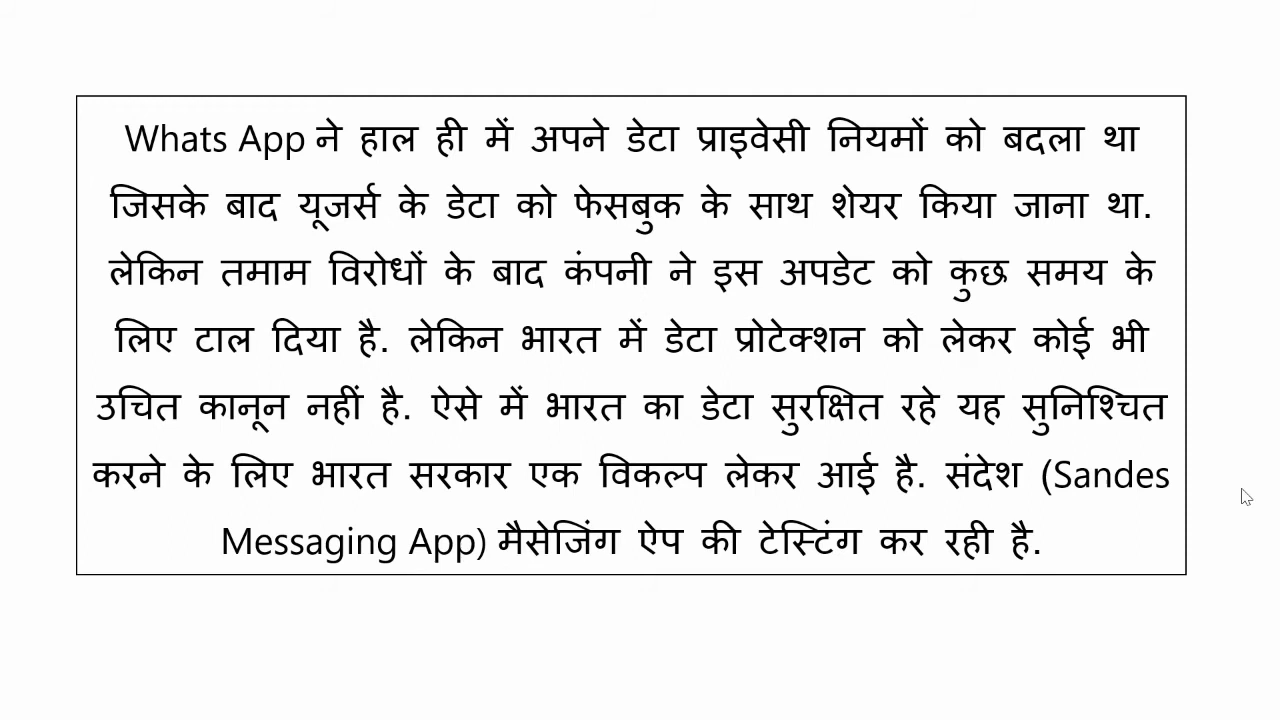 Whats App ने हाल ही में अपने डेटा प्राइवेसी नियमों को बदला था
जिसके बाद यूजर्स के डेटा को फेसबुक के साथ शेयर किया जाना था.
लेकिन तमाम विरोधों के बाद कंपनी ने इस अपडेट को कुछ समय के
लिए टाल दिया है. लेकिन भारत में डेटा प्रोटेक्शन को लेकर कोई भी
उचित कानून नहीं है. ऐसे में भारत का डेटा सुरक्षित रहे यह सुनिश्चित
करने के लिए भारत सरकार एक विकल्प लेकर आई है. संदेश (Sandes
Messaging App) मैसेजिंग ऐप की टेस्टिंग कर रही है.